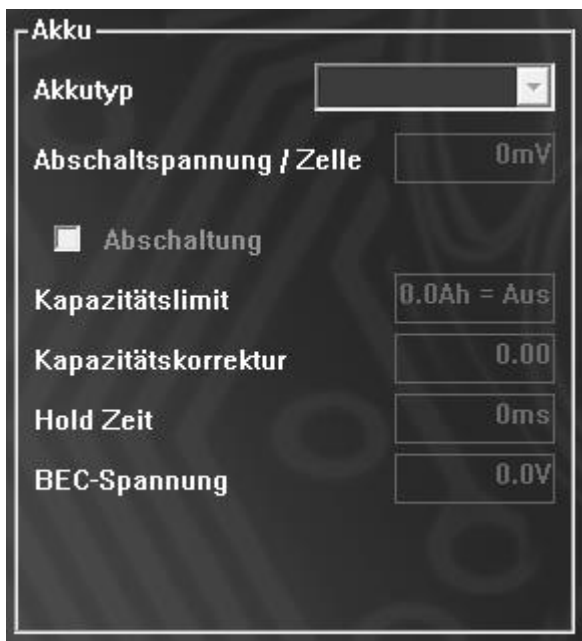 Akku
Akkutyp
Abschaltspannung / Zelle 0mV
Abschaltung
Kapazitätslimit 0.0Ah = Aus
Kapazitätskorrektur 0.00
Hold Zeit 0ms
BEC-Spannung 0.0V